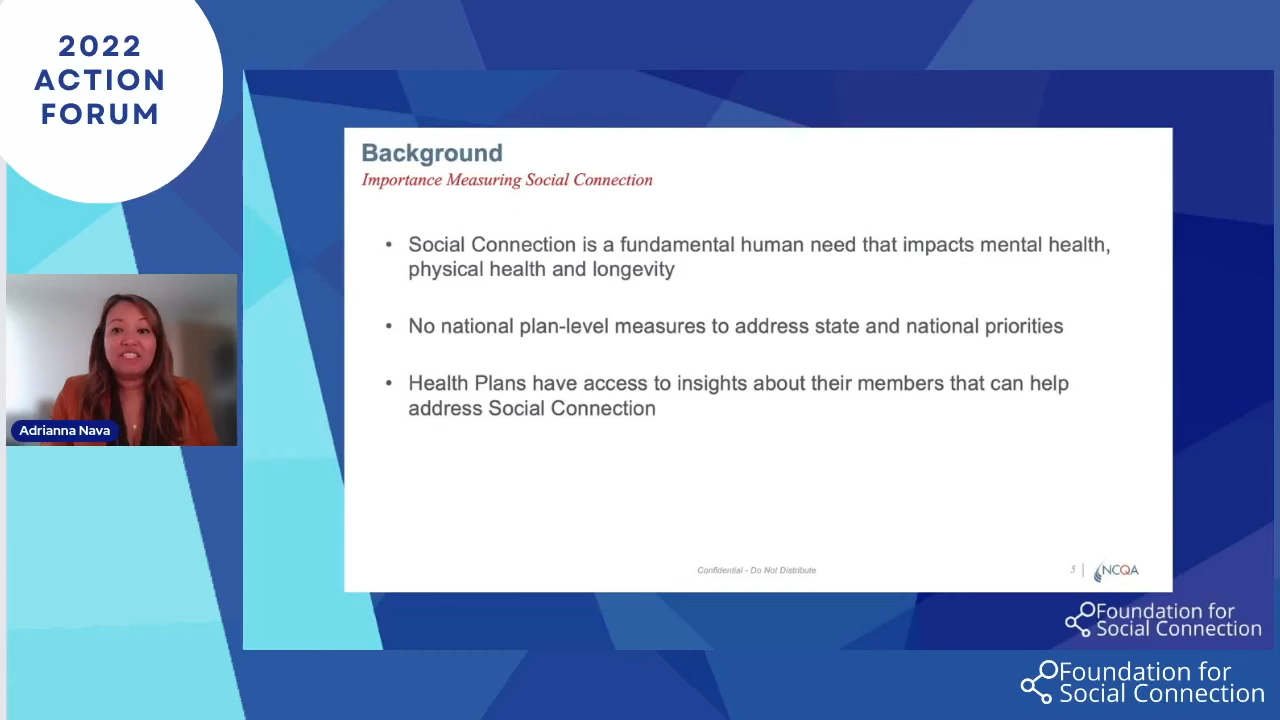 2022
ACTION
FORUM
Background
Importance Measuring Social Connection
• Social Connection is a fundamental human need that impacts mental health,
physical health and longevity
• No national plan-level measures to address state and national priorities
• Health Plans have access to insights about their members that can help
address Social Connection
Adrianna Nava
Confidential - Do Not Distribute
5 | NCQA
Foundation for
Social Connection
Foundation for
Social Connection